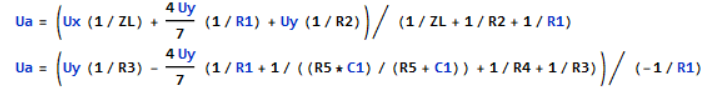 Ua = (Ux (1 / ZL) + 4 Uy/7 (1 / R1) + Uy (1 / R2)) / (1 / ZL + 1 / R2 + 1 / R1)
Ua = (Uy (1 / R3) - 4 Uy/7 (1 / R1 + 1 / ((R5 * C1) / (R5 + C1)) + 1 / R4 + 1 / R3)) / (-1 / R1)